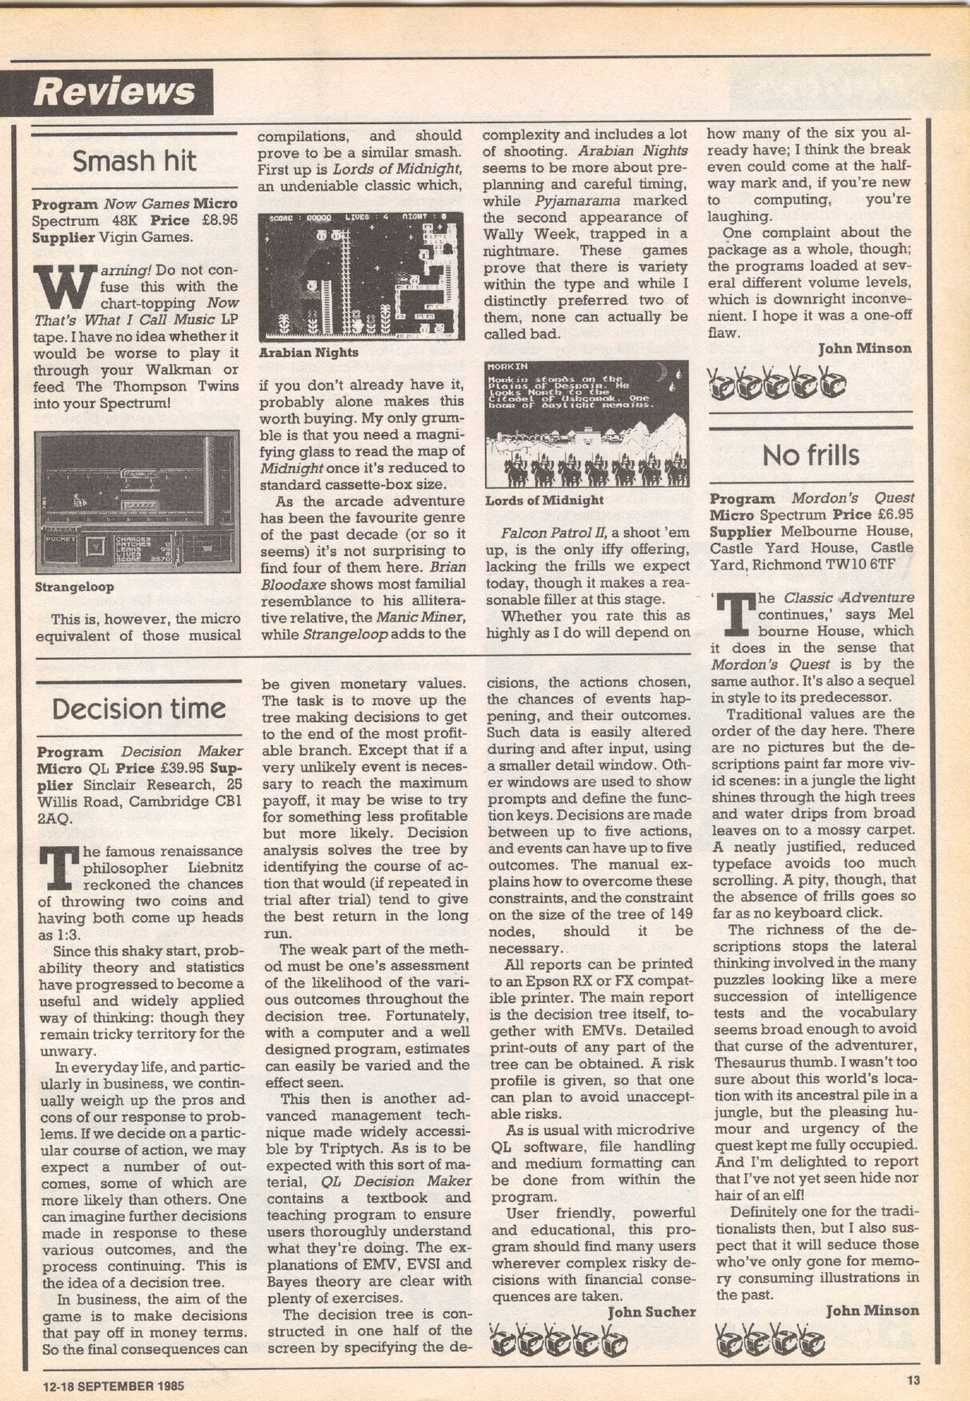 Reviews
Smash hit
Program Now Games Micro
Spectrum 48K Price £8.95
Supplier Vigin Games.
Warning! Do not con-
fuse this with the
chart-topping Now
That's What I Call Music LP
tape. I have no idea whether it
would be worse to play it
through your Walkman or
feed The Thompson Twins
into your Spectrum!
POCKET
CHARGES
PATCHES
LEAKS
LIVES
SCORE
Strangeloop
This is, however, the micro
equivalent of those musical
compilations, and should
prove to be a similar smash.
First up is Lords of Midnight,
an undeniable classic which,
SCORE : 00000 LIVES : 4 NIGHT : 0
Arabian Nights
if you don't already have it,
probably alone makes this
worth buying. My only grum-
ble is that you need a magni-
fying glass to read the map of
Midnight once it's reduced to
standard cassette-box size.
As the arcade adventure
has been the favourite genre
of the past decade (or so it
seems) it's not surprising to
find four of them here. Brian
Bloodaxe shows most familial
resemblance to his allitera-
tive relative, the Manic Miner,
while Strangeloop adds to the
complexity and includes a lot
of shooting. Arabian Nights
seems to be more about pre-
planning and careful timing,
while Pyjamarama marked
the second appearance of
Wally Week, trapped in a
nightmare. These games
prove that there is variety
within the type and while I
distinctly preferred two of
them, none can actually be
called bad.
MORKIN
Morkin stands on the
Plains of Despair. He
looks North to the
Citadel of Ushgarak. One
hour of daylight remains.
Lords of Midnight
Falcon Patrol II, a shoot 'em
up, is the only iffy offering,
lacking the frills we expect
today, though it makes a rea-
sonable filler at this stage.
Whether you rate this as
highly as I do will depend on
how many of the six you al-
ready have; I think the break
even could come at the half-
way mark and, if you're new
to computing, you're
laughing.
One complaint about the
package as a whole, though;
the programs loaded at sev-
eral different volume levels,
which is downright inconve-
nient. I hope it was a one-off
flaw.
John Minson
Decision time
Program Decision Maker
Micro QL Price £39.95 Sup-
plier Sinclair Research, 25
Willis Road, Cambridge CB1
2AQ.
The famous renaissance
philosopher Liebnitz
reckoned the chances
of throwing two coins and
having both come up heads
as 1:3.
Since this shaky start, prob-
ability theory and statistics
have progressed to become a
useful and widely applied
way of thinking: though they
remain tricky territory for the
unwary.
In everyday life, and partic-
ularly in business, we contin-
ually weigh up the pros and
cons of our response to prob-
lems. If we decide on a partic-
ular course of action, we may
expect a number of out-
comes, some of which are
more likely than others. One
can imagine further decisions
made in response to these
various outcomes, and the
process continuing. This is
the idea of a decision tree.
In business, the aim of the
game is to make decisions
that pay off in money terms.
So the final consequences can
be given monetary values.
The task is to move up the
tree making decisions to get
to the end of the most profit-
able branch. Except that if a
very unlikely event is neces-
sary to reach the maximum
payoff, it may be wise to try
for something less profitable
but more likely. Decision
analysis solves the tree by
identifying the course of ac-
tion that would (if repeated in
trial after trial) tend to give
the best return in the long
run.
The weak part of the meth-
od must be one's assessment
of the likelihood of the vari-
ous outcomes throughout the
decision tree. Fortunately,
with a computer and a well
designed program, estimates
can easily be varied and the
effect seen.
This then is another ad-
vanced management tech-
nique made widely accessi-
ble by Triptych. As is to be
expected with this sort of ma-
terial, QL Decision Maker
contains a textbook and
teaching program to ensure
users thoroughly understand
what they're doing. The ex-
planations of EMV, EVSI and
Bayes theory are clear with
plenty of exercises.
The decision tree is con-
structed in one half of the
screen by specifying the de-
cisions, the actions chosen,
the chances of events hap-
pening, and their outcomes.
Such data is easily altered
during and after input, using
a smaller detail window. Oth-
er windows are used to show
prompts and define the func-
tion keys. Decisions are made
between up to five actions,
and events can have up to five
outcomes. The manual ex-
plains how to overcome these
constraints, and the constraint
on the size of the tree of 149
nodes, should it be
necessary.
All reports can be printed
to an Epson RX or FX compat-
ible printer. The main report
is the decision tree itself, to-
gether with EMVs. Detailed
print-outs of any part of the
tree can be obtained. A risk
profile is given, so that one
can plan to avoid unaccept-
able risks.
As is usual with microdrive
QL software, file handling
and medium formatting can
be done from within the
program.
User friendly, powerful
and educational, this pro-
gram should find many users
wherever complex risky de-
cisions with financial conse-
quences are taken.
John Sucher
No frills
Program Mordon's Quest
Micro Spectrum Price £6.95
Supplier Melbourne House,
Castle Yard House, Castle
Yard, Richmond TW10 6TF
'The Classic Adventure
continues,' says Mel
bourne House, which
it does in the sense that
Mordon's Quest is by the
same author. It's also a sequel
in style to its predecessor.
Traditional values are the
order of the day here. There
are no pictures but the de-
scriptions paint far more viv-
id scenes: in a jungle the light
shines through the high trees
and water drips from broad
leaves on to a mossy carpet.
A neatly justified, reduced
typeface avoids too much
scrolling. A pity, though, that
the absence of frills goes so
far as no keyboard click.
The richness of the de-
scriptions stops the lateral
thinking involved in the many
puzzles looking like a mere
succession of intelligence
tests and the vocabulary
seems broad enough to avoid
that curse of the adventurer,
Thesaurus thumb. I wasn't too
sure about this world's loca-
tion with its ancestral pile in a
jungle, but the pleasing hu-
mour and urgency of the
quest kept me fully occupied.
And I'm delighted to report
that I've not yet seen hide nor
hair of an elf!
Definitely one for the tradi-
tionalists then, but I also sus-
pect that it will seduce those
who've only gone for memo-
ry consuming illustrations in
the past.
John Minson
12-18 SEPTEMBER 1985
13